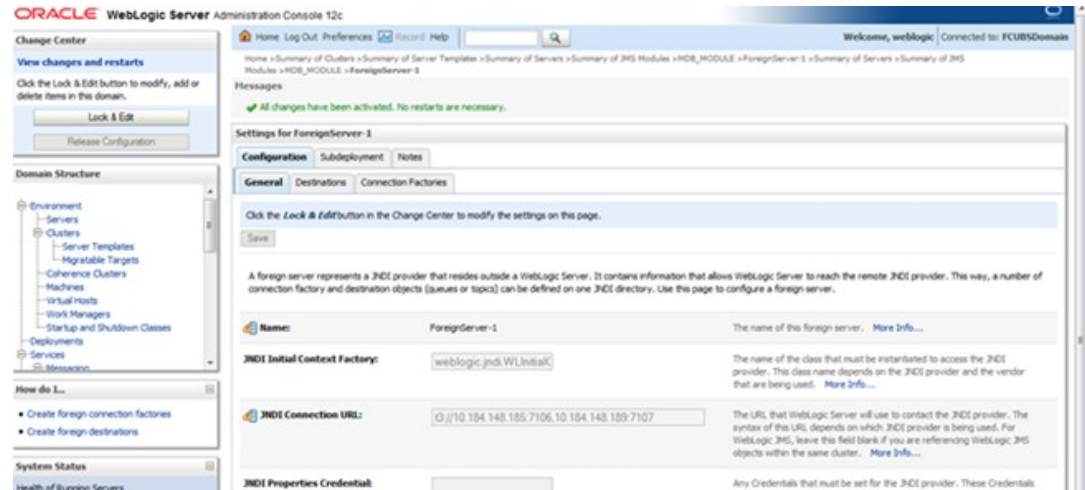 ORACLE WebLogic Server Administration Console 12c
Change Center
View changes and restarts
Click the Lock & Edit button to modify, add or
delete items in this domain.
Lock & Edit
Release Configuration
Domain Structure
Environment
Servers
Clusters
Server Templates
Migratable Targets
Coherence Clusters
Machines
Virtual Hosts
Work Managers
Startup and Shutdown Classes
Deployments
Services
Messaging
How do I...
Create foreign connection factories
Create foreign destinations
System Status
Health of Running Servers
Home Log Out Preferences Record Help
Welcome, weblogic Connected to: FCUBSDomain
Home >Summary of Clusters >Summary of Server Templates >Summary of Servers >Summary of JMS Modules >MDB_MODULE >ForeignServer-1 >Summary of Servers >Summary of JMS
Modules >MDB_MODULE >ForeignServer-1
Messages
All changes have been activated. No restarts are necessary.
Settings for ForeignServer-1
Configuration Subdeployment Notes
General Destinations Connection Factories
Click the Lock & Edit button in the Change Center to modify the settings on this page.
Save
A foreign server represents a JNDI provider that resides outside a WebLogic Server. It contains information that allows WebLogic Server to reach the remote JNDI provider. This way, a number of
connection factory and destination objects (queues or topics) can be defined on one JNDI directory. Use this page to configure a foreign server.
Name: ForeignServer-1 The name of this foreign server. More Info...
JNDI Initial Context Factory: weblogic.jndi.WLInitialC The name of the class that must be instantiated to access the JNDI
provider. This class name depends on the JNDI provider and the vendor
that are being used. More Info...
JNDI Connection URL: t3://10.184.148.185:7106,10.184.148.189:7107 The URL that WebLogic Server will use to contact the JNDI provider. The
syntax of this URL depends on which JNDI provider is being used. For
WebLogic JMS, leave this field blank if you are referencing WebLogic JMS
objects within the same cluster. More Info...
JNDI Properties Credential: Any Credentials that must be set for the JNDI provider. These Credentials